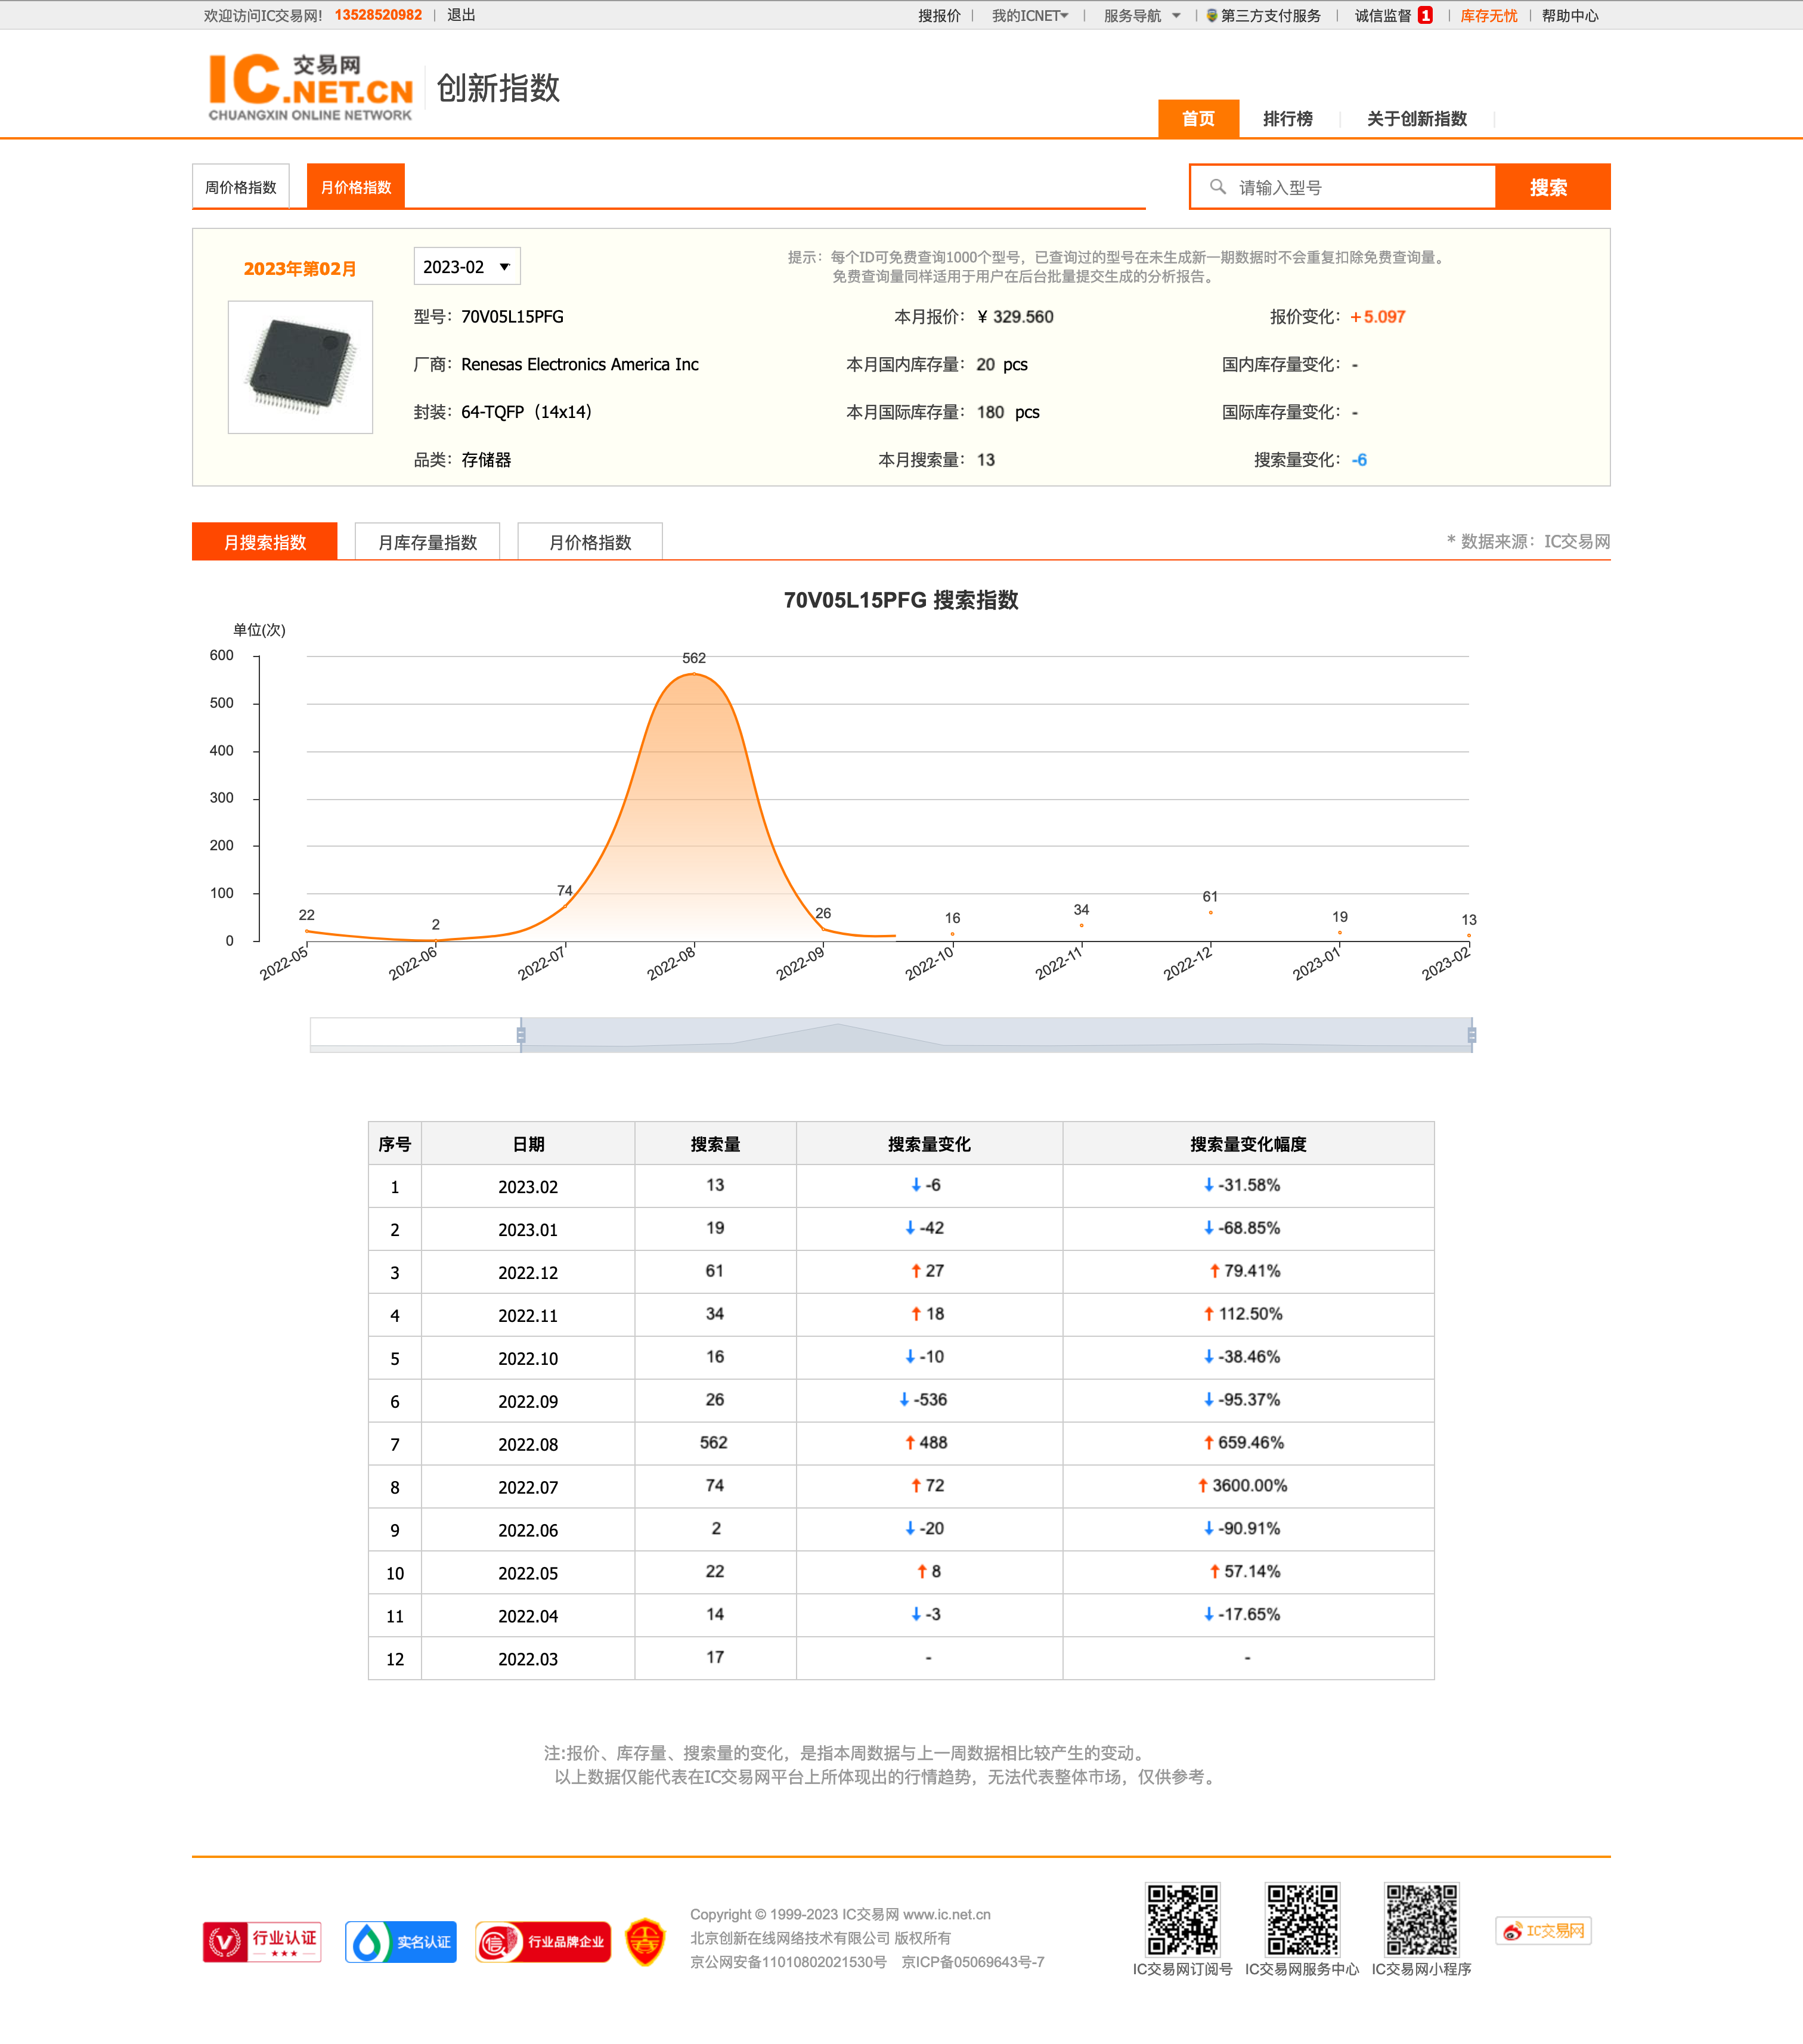 欢迎访问IC交易网! 13528520982 | 退出 搜报价 | 我的ICNET | 服务导航 | 第三方支付服务 | 诚信监督 1 | 库存无忧 | 帮助中心
IC 交易网
.NET.CN
CHUANGXIN ONLINE NETWORK
创新指数
首页 排行榜 关于创新指数
周价格指数 月价格指数 请输入型号 搜索
2023年第02月 2023-02
提示：每个ID可免费查询1000个型号，已查询过的型号在未生成新一期数据时不会重复扣除免费查询量。
免费查询量同样适用于用户在后台批量提交生成的分析报告。
型号：70V05L15PFG 本月报价：¥ 329.560 报价变化：+5.097
厂商：Renesas Electronics America Inc 本月国内库存量：20 pcs 国内库存量变化：-
封装：64-TQFP（14x14） 本月国际库存量：180 pcs 国际库存量变化：-
品类：存储器 本月搜索量：13 搜索量变化：-6
月搜索指数 月库存量指数 月价格指数 * 数据来源：IC交易网
70V05L15PFG 搜索指数
单位(次)
600
500
400
300
200
100
0
22 2 74 562 26 16 34 61 19 13
2022-05 2022-06 2022-07 2022-08 2022-09 2022-10 2022-11 2022-12 2023-01 2023-02
序号 日期 搜索量 搜索量变化 搜索量变化幅度
1 2023.02 13 ↓ -6 ↓ -31.58%
2 2023.01 19 ↓ -42 ↓ -68.85%
3 2022.12 61 ↑ 27 ↑ 79.41%
4 2022.11 34 ↑ 18 ↑ 112.50%
5 2022.10 16 ↓ -10 ↓ -38.46%
6 2022.09 26 ↓ -536 ↓ -95.37%
7 2022.08 562 ↑ 488 ↑ 659.46%
8 2022.07 74 ↑ 72 ↑ 3600.00%
9 2022.06 2 ↓ -20 ↓ -90.91%
10 2022.05 22 ↑ 8 ↑ 57.14%
11 2022.04 14 ↓ -3 ↓ -17.65%
12 2022.03 17 - -
注:报价、库存量、搜索量的变化，是指本周数据与上一周数据相比较产生的变动。
以上数据仅能代表在IC交易网平台上所体现出的行情趋势，无法代表整体市场，仅供参考。
行业认证 实名认证 信 行业品牌企业
Copyright © 1999-2023 IC交易网 www.ic.net.cn
北京创新在线网络技术有限公司 版权所有
京公网安备11010802021530号 京ICP备05069643号-7
IC交易网订阅号 IC交易网服务中心 IC交易网小程序
IC交易网